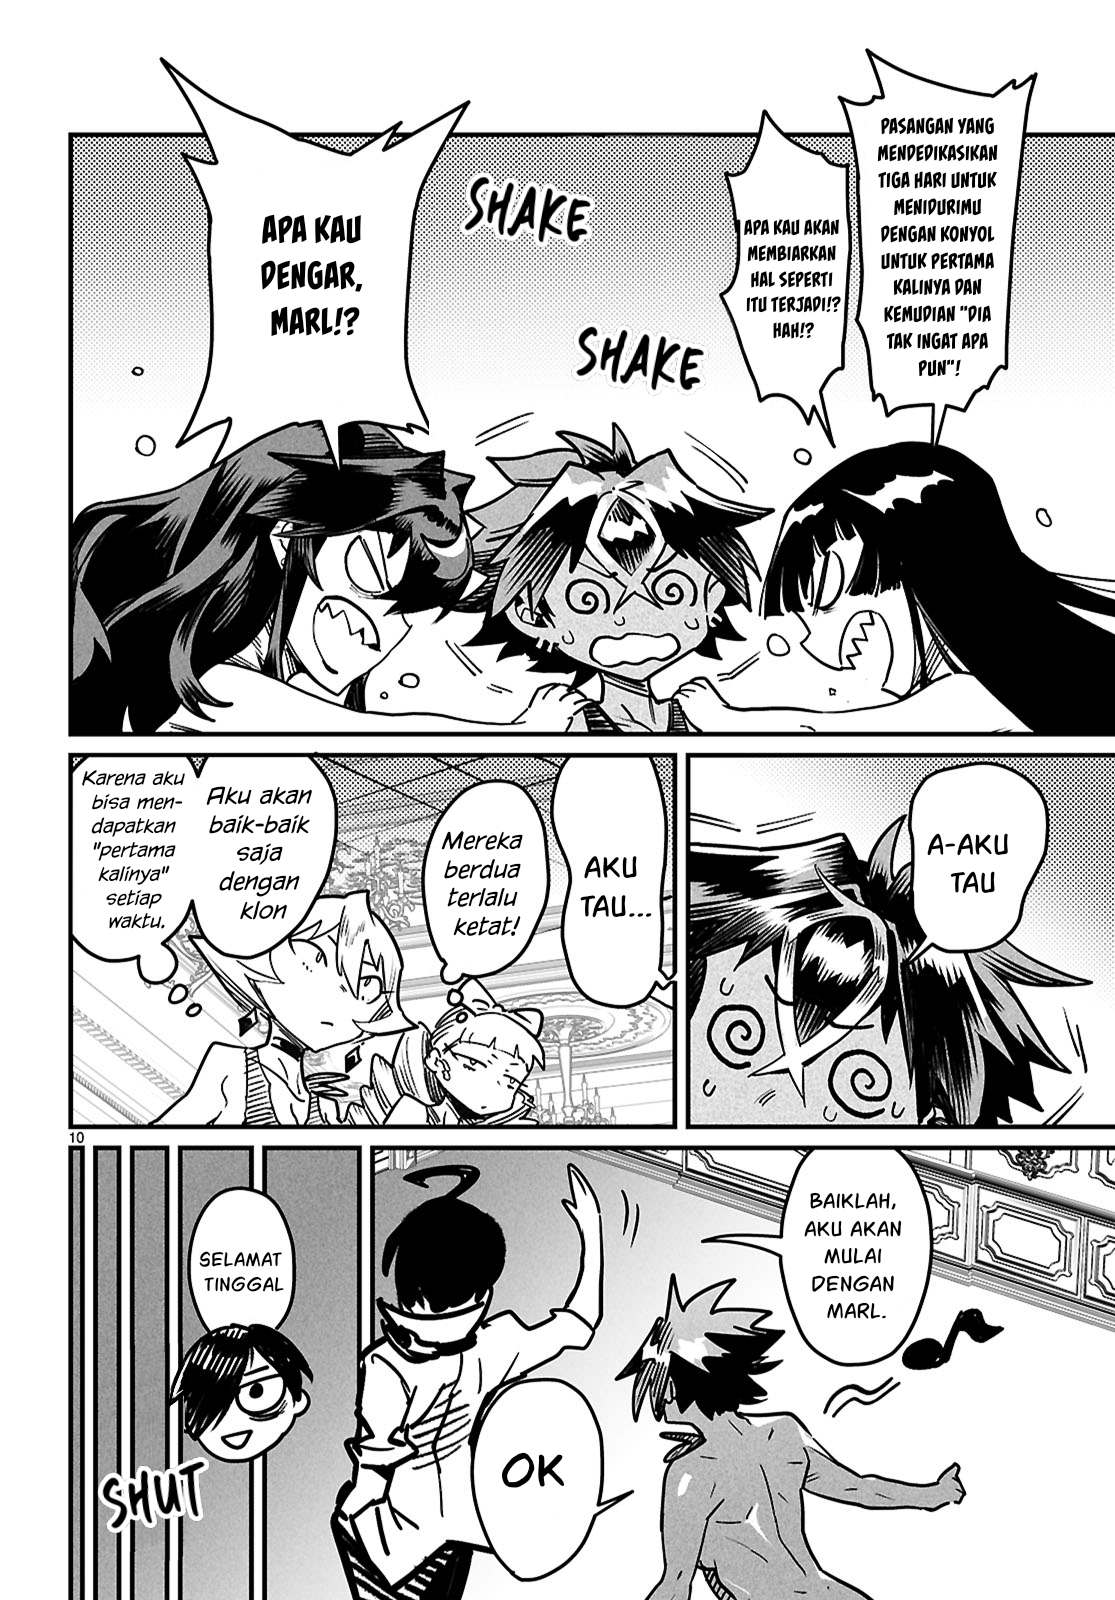 PASANGAN YANG
MENDEDIKASIKAN
TIGA HARI UNTUK
MENIDURIMU
DENGAN KONYOL
UNTUK PERTAMA
KALINYA DAN
KEMUDIAN "DIA
TAK INGAT APA
PUN"!
APA KAU AKAN
MEMBIARKAN
HAL SEPERTI
ITU TERJADI!?
HAH!?
SHAKE
SHAKE
APA KAU
DENGAR,
MARL!?
A-AKU
TAU
AKU
TAU...
Mereka
berdua
terlalu
ketat!
Aku akan
baik-baik
saja
dengan
klon
Karena aku
bisa men-
dapatkan
"pertama
kalinya"
setiap
waktu.
10
BAIKLAH,
AKU AKAN
MULAI
DENGAN
MARL.
OK
SELAMAT
TINGGAL
SHUT